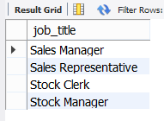 Result Grid Filter Rows:
job_title
Sales Manager
Sales Representative
Stock Clerk
Stock Manager